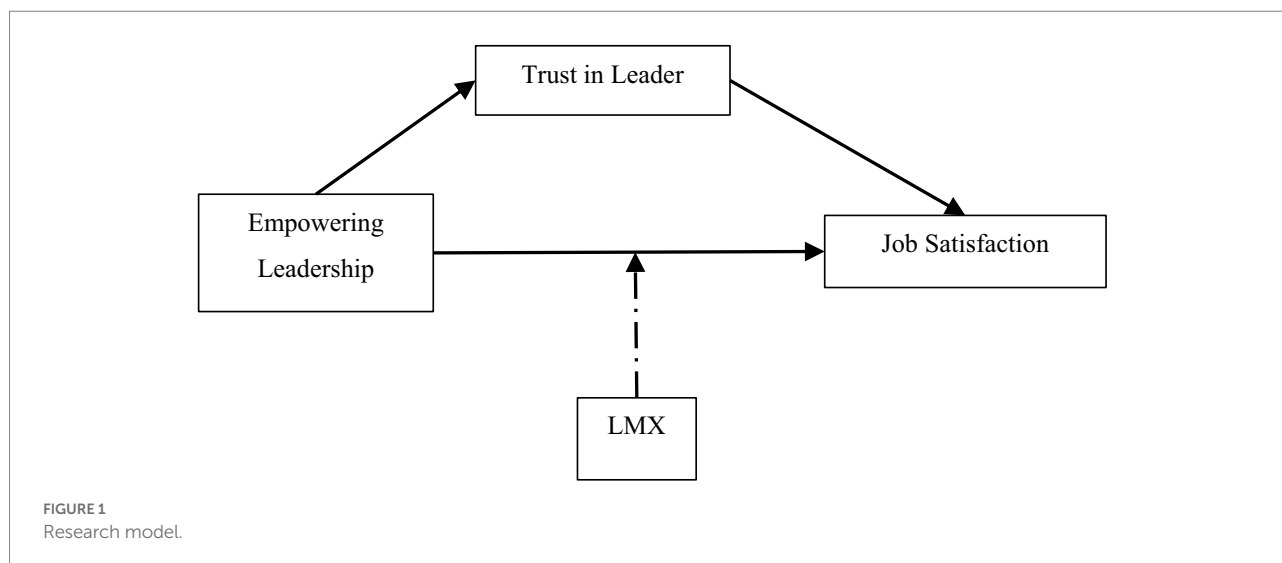 Trust in Leader
Empowering
Leadership
Job Satisfaction
LMX
FIGURE 1
Research model.